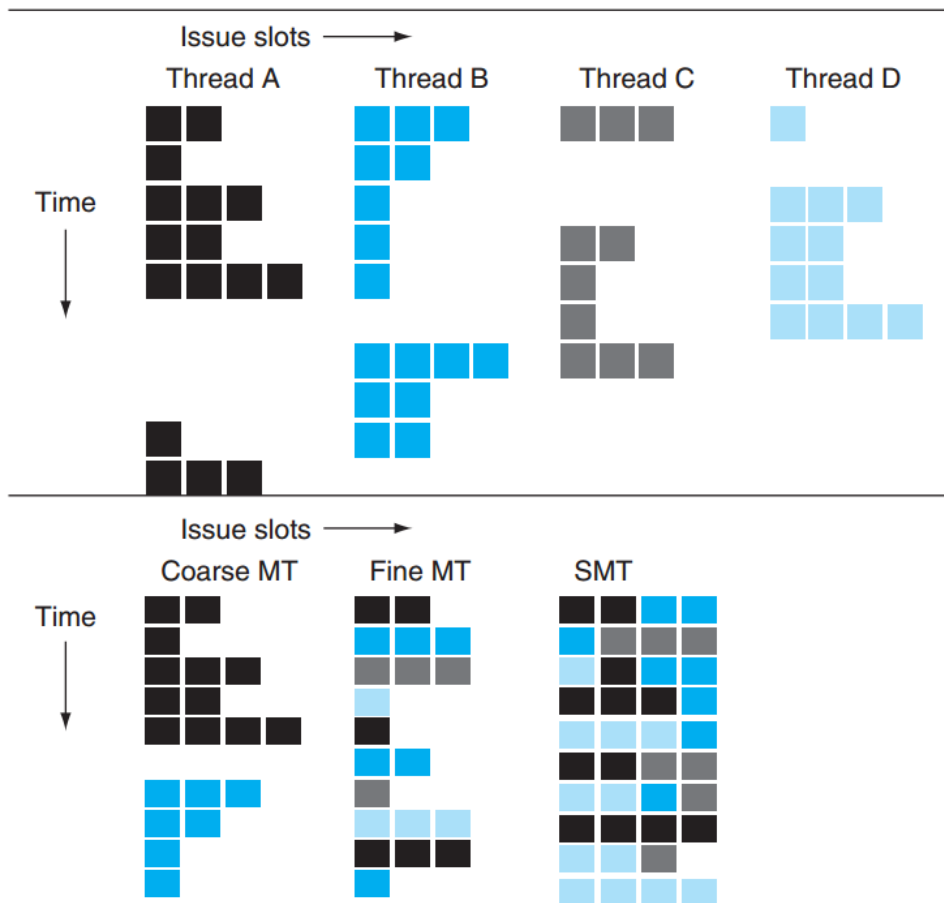 Issue slots
Thread A Thread B Thread C Thread D
Time
Issue slots
Coarse MT Fine MT SMT
Time